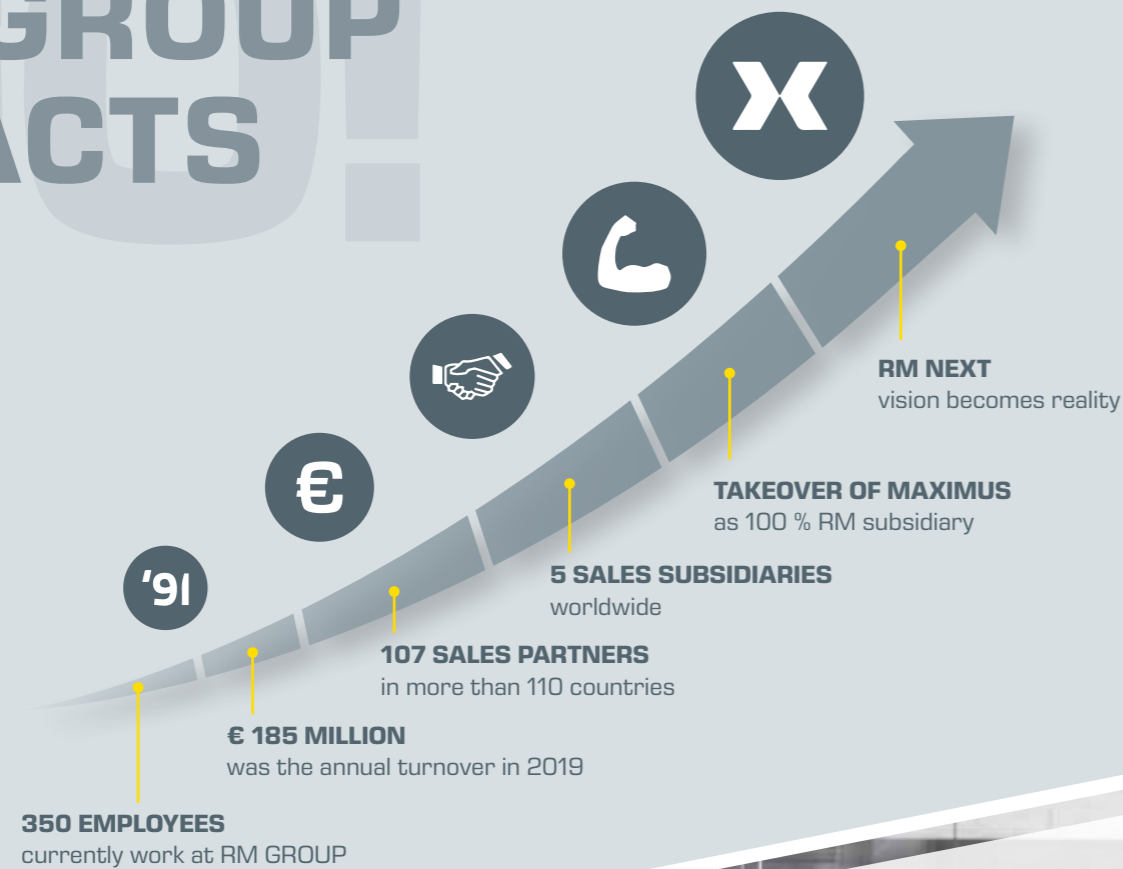 GROUP
ACTS
'91
€
350 EMPLOYEES
currently work at RM GROUP
€ 185 MILLION
was the annual turnover in 2019
107 SALES PARTNERS
in more than 110 countries
5 SALES SUBSIDIARIES
worldwide
TAKEOVER OF MAXIMUS
as 100 % RM subsidiary
RM NEXT
vision becomes reality